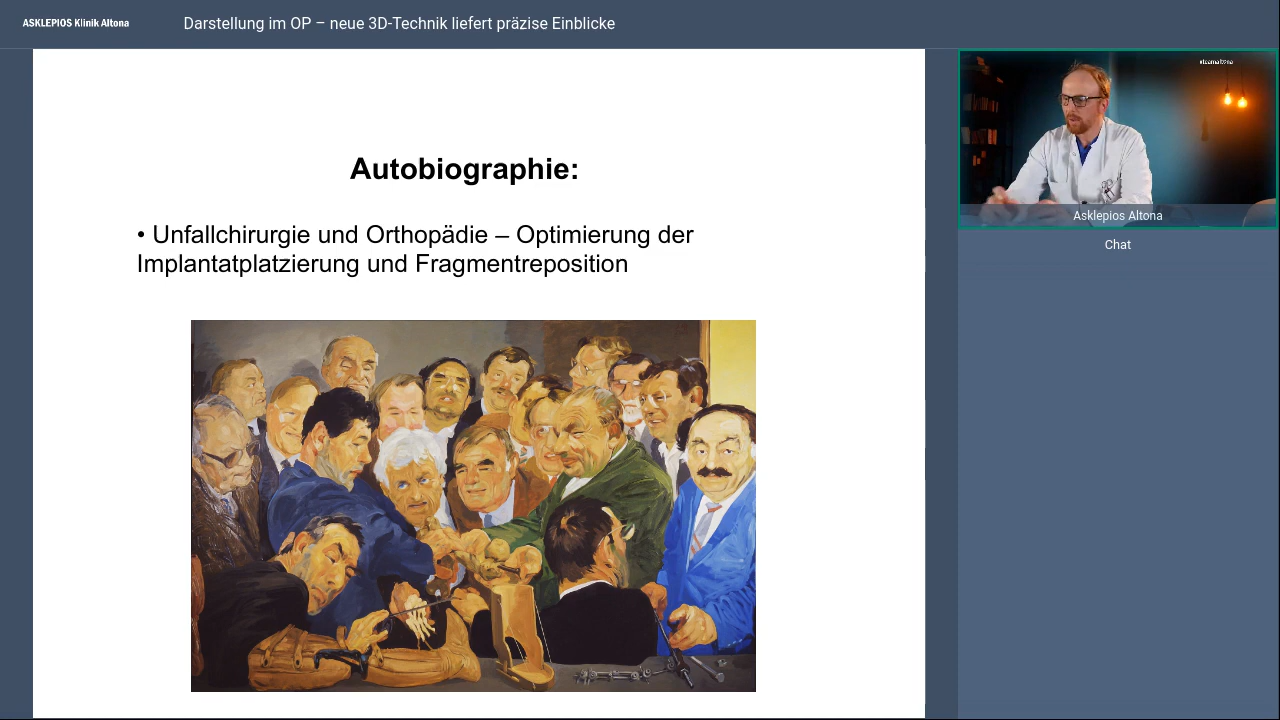 ASKLEPIOS Klinik Altona
Darstellung im OP – neue 3D-Technik liefert präzise Einblicke
Autobiographie:
• Unfallchirurgie und Orthopädie – Optimierung der
Implantatplatzierung und Fragmentreposition
#teamaltona
Asklepios Altona
Chat